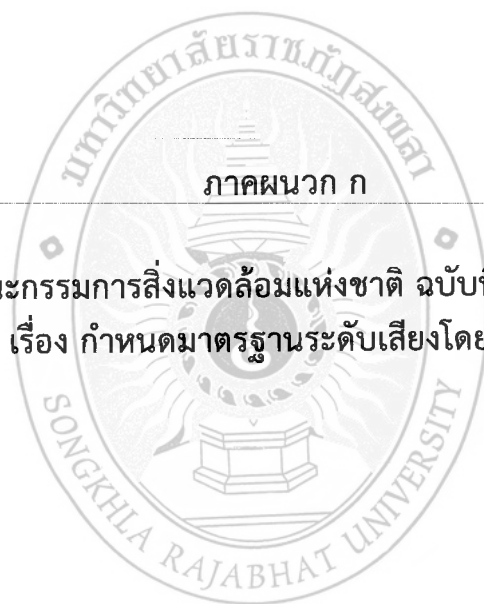 มหาวิทยาลัยราชภัฏสงขลา
ภาคผนวก ก
ะกรรมการสิ่งแวดล้อมแห่งชาติ ฉบับที
เรื่อง กำหนดมาตรฐานระดับเสียงโดย
SONGKHLA RAJABHAT UNIVERSITY